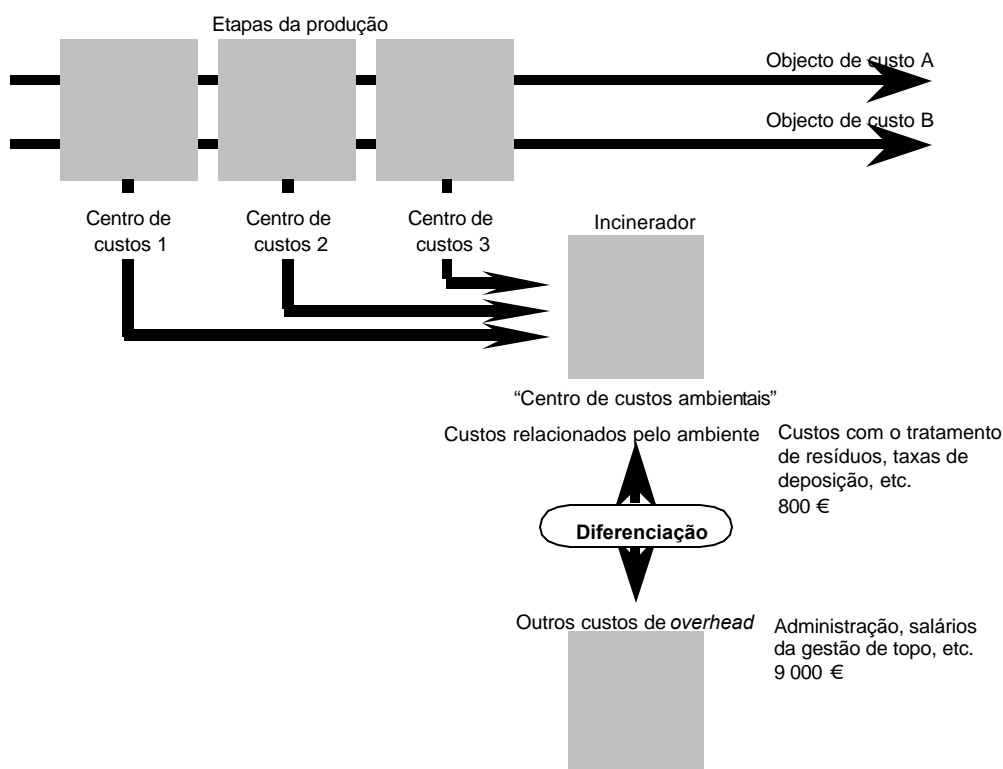 Etapas da produção
Objecto de custo A
Objecto de custo B
Centro de
custos 1
Centro de
custos 2
Centro de
custos 3
Incinerador
“Centro de custos ambientais”
Custos relacionados pelo ambiente
Custos com o tratamento
de resíduos, taxas de
deposição, etc.
800 €
Diferenciação
Outros custos de overhead
Administração, salários
da gestão de topo, etc.
9 000 €